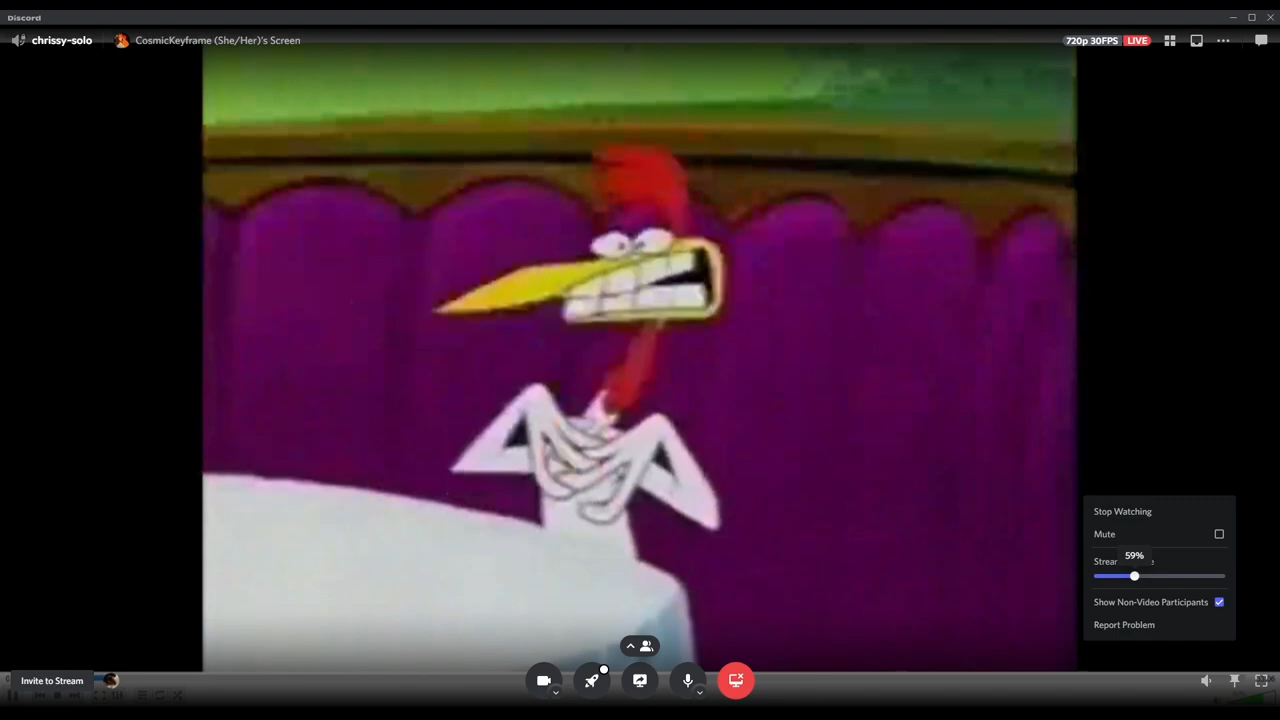 Discord
chrissy-solo
CosmicKeyframe (She/Her)'s Screen
720p 30FPS
LIVE
Stop Watching
Mute
59%
Show Non-Video Participants
Report Problem
Invite to Stream